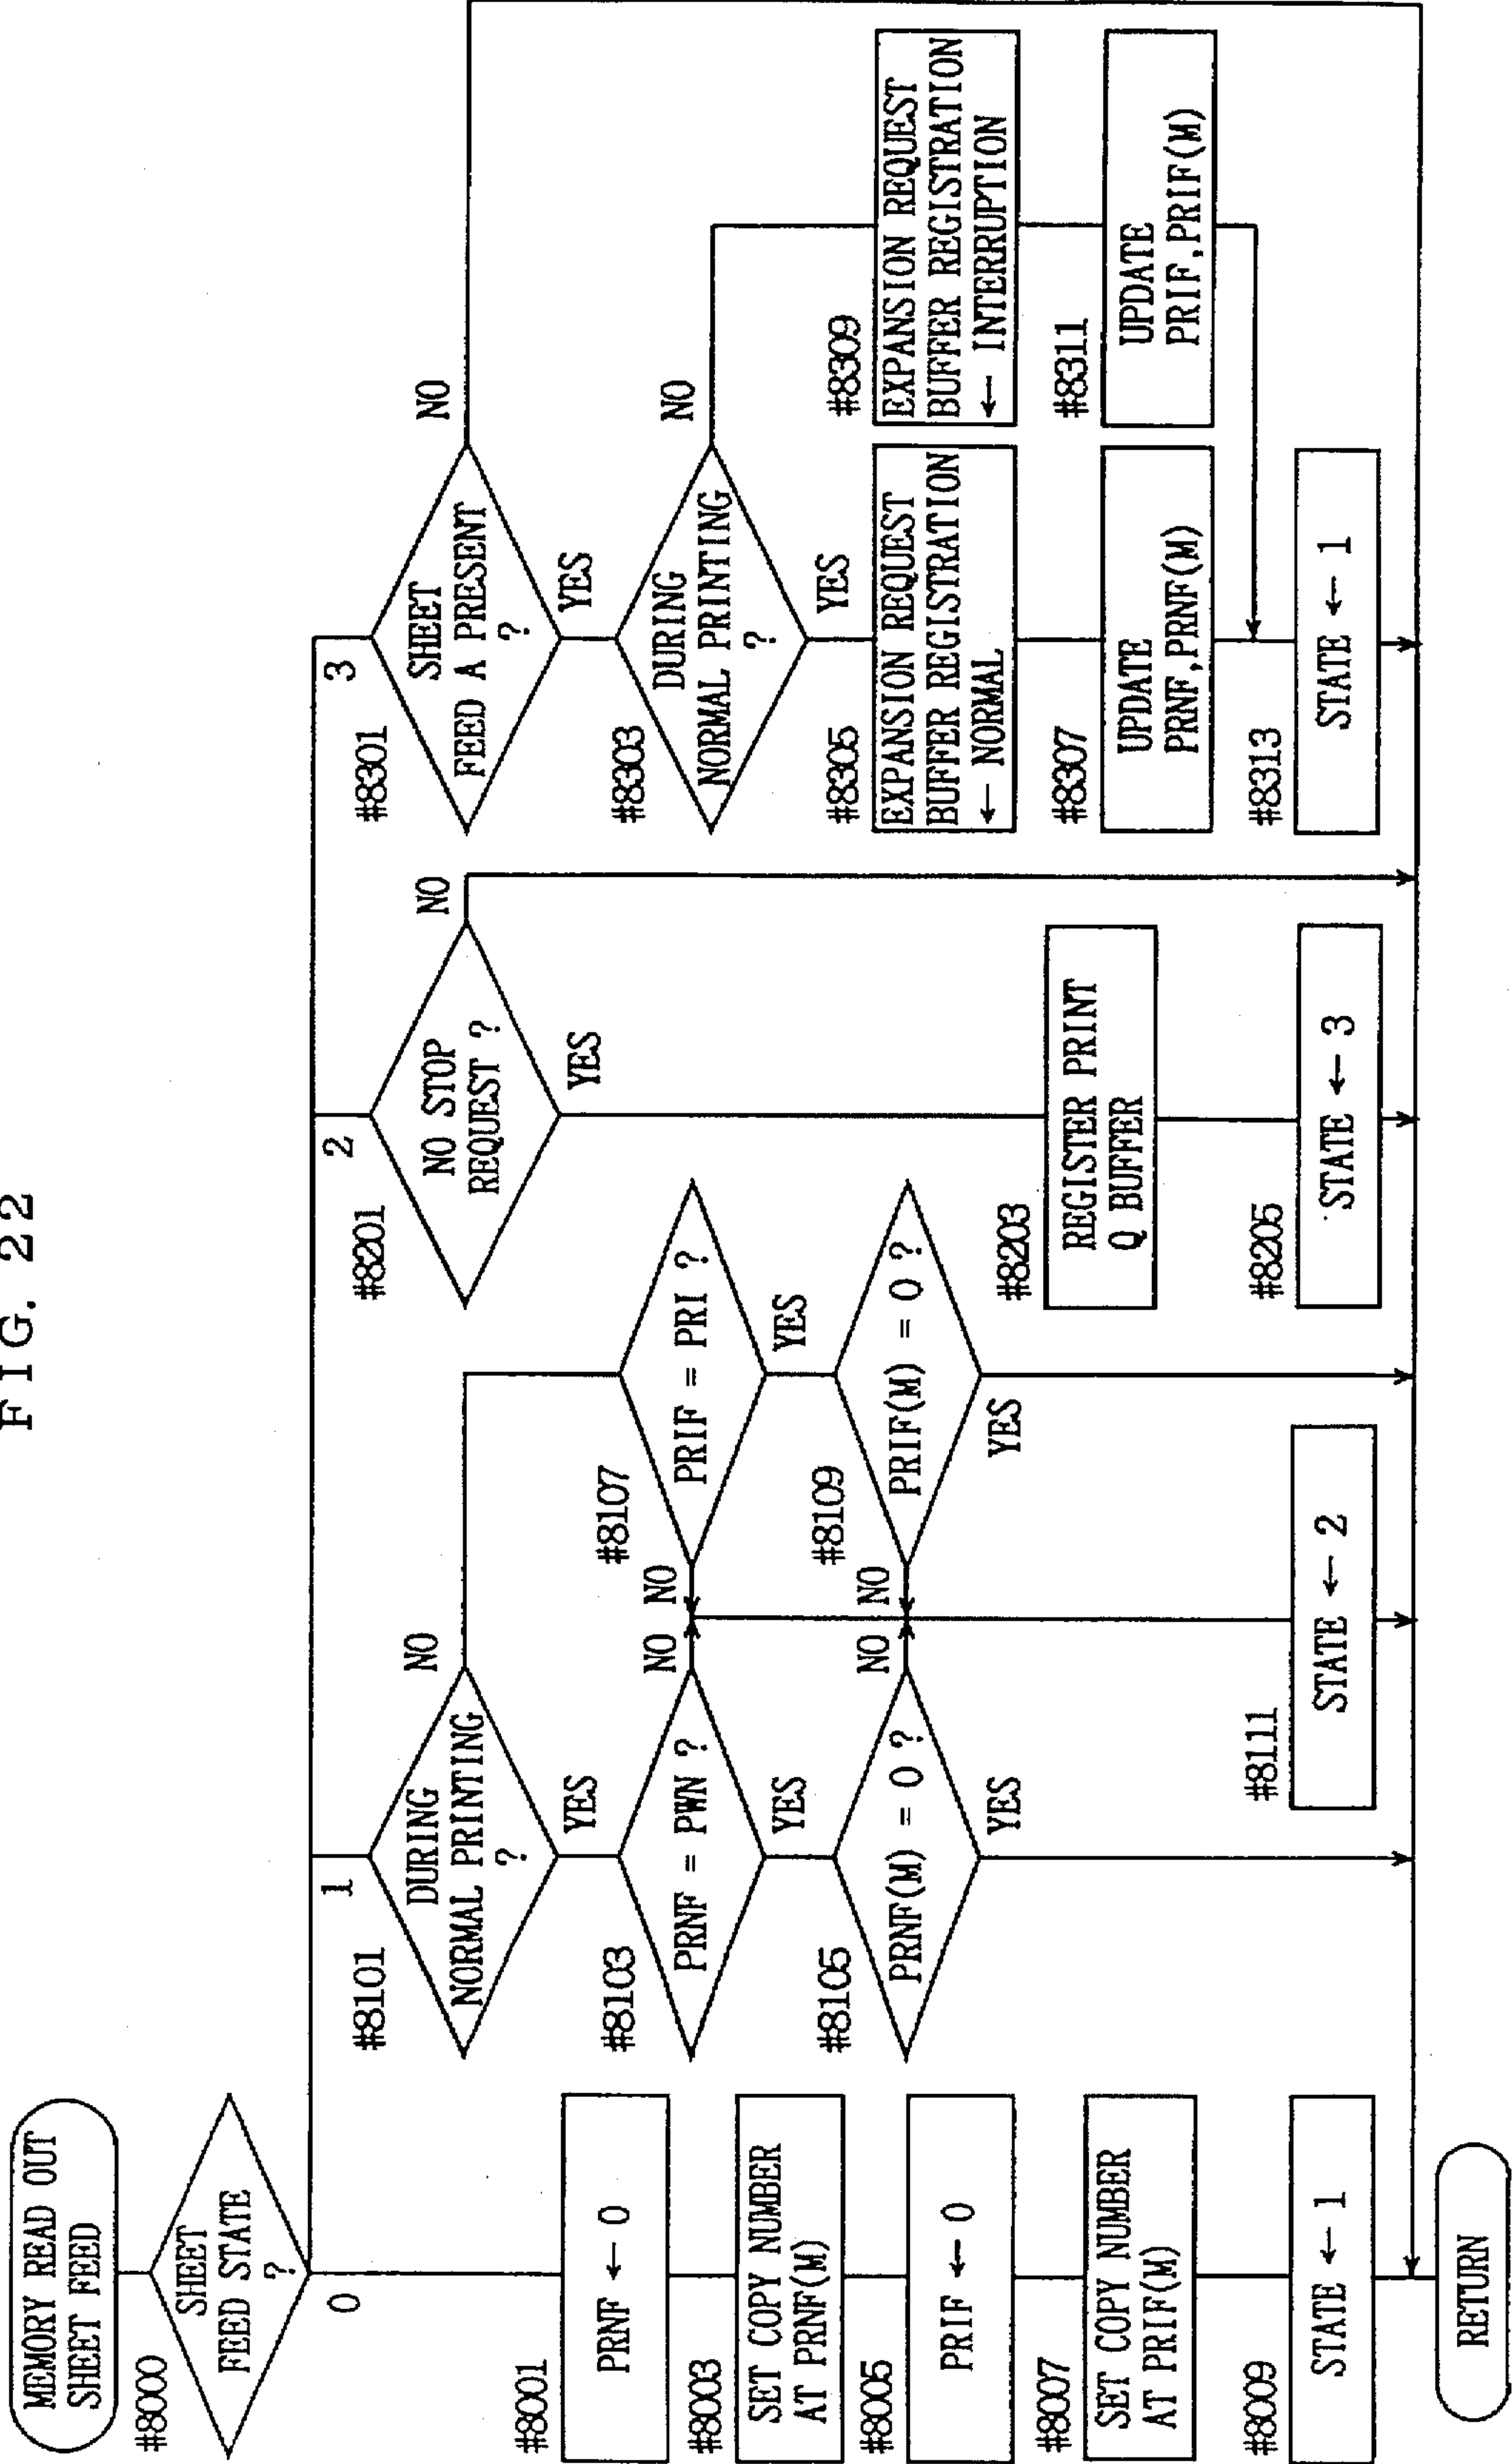 FIG. 22
MEMORY READ OUT
SHEET FEED
#8000
SHEET
FEED STATE
?
0
#8001
PRNF ← 0
#8003
SET COPY NUMBER
AT PRNF(M)
#8005
PRIF ← 0
#8007
SET COPY NUMBER
AT PRIF(M)
#8009
STATE ← 1
RETURN
1
#8101
DURING
NORMAL PRINTING
?
NO
YES
#8103
PRNF = PWN ?
NO
YES
#8105
PRNF(M) = 0 ?
NO
YES
#8107
PRIF = PRI ?
NO
YES
#8109
PRIF(M) = 0 ?
NO
YES
#8111
STATE ← 2
2
#8201
NO STOP
REQUEST ?
NO
YES
#8203
REGISTER PRINT
Q BUFFER
#8205
STATE ← 3
3
#8301
SHEET
FEED A PRESENT
?
NO
YES
#8303
DURING
NORMAL PRINTING
?
NO
YES
#8305
EXPANSION REQUEST
BUFFER REGISTRATION
← NORMAL
#8307
UPDATE
PRNF,PRNF(M)
#8309
EXPANSION REQUEST
BUFFER REGISTRATION
← INTERRUPTION
#8311
UPDATE
PRIF,PRIF(M)
#8313
STATE ← 1